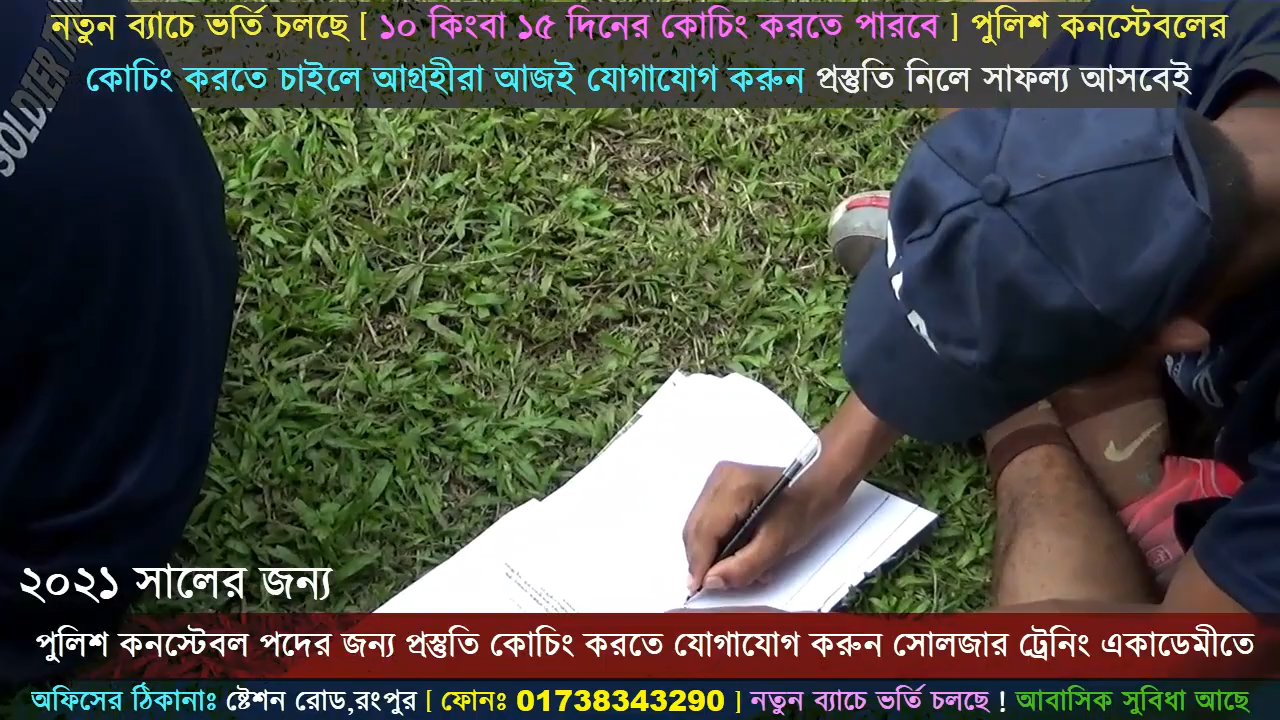 নতুন ব্যাচে ভর্তি চলছে [ ১০ কিংবা ১৫ দিনের কোচিং করতে পারবে ] পুলিশ কনস্টেবলের
কোচিং করতে চাইলে আগ্রহীরা আজই যোগাযোগ করুন প্রস্তুতি নিলে সাফল্য আসবেই
SOLDIER
২০২১ সালের জন্য
পুলিশ কনস্টেবল পদের জন্য প্রস্তুতি কোচিং করতে যোগাযোগ করুন সোলজার ট্রেনিং একাডেমীতে
অফিসের ঠিকানাঃ ষ্টেশন রোড,রংপুর [ ফোনঃ 01738343290 ] নতুন ব্যাচে ভর্তি চলছে ! আবাসিক সুবিধা আছে